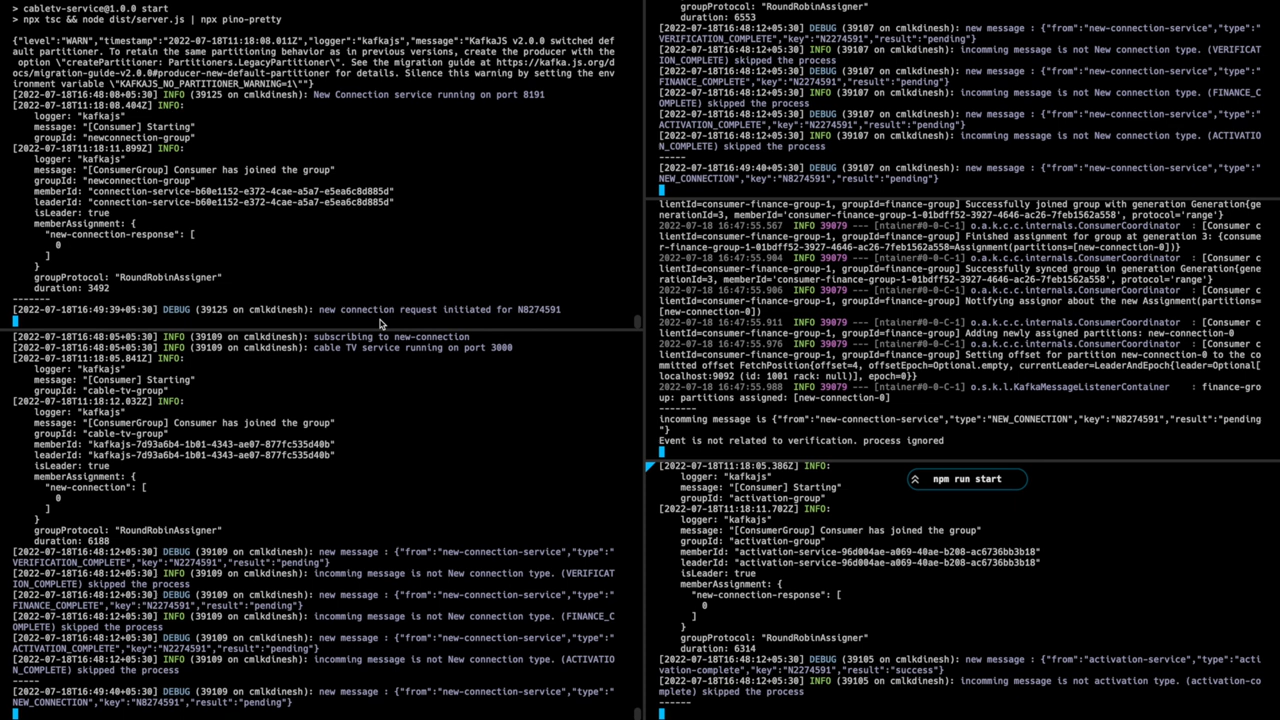 > cabletv-service@1.0.0 start
> npx tsc && node dist/server.js | npx pino-pretty
{"level":"WARN","timestamp":"2022-07-18T11:18:08.011Z","logger":"kafkajs","message":"KafkaJS v2.0.0 switched def
ault partitioner. To retain the same partitioning behavior as in previous versions, create the producer with the
 option \"createPartitioner: Partitioners.LegacyPartitioner\". See the migration guide at https://kafka.js.org/d
ocs/migration-guide-v2.0.0#producer-new-default-partitioner for details. Silence this warning by setting the env
ironment variable \"KAFKAJS_NO_PARTITIONER_WARNING=1\""}
[2022-07-18T16:48:08+05:30] INFO (39125 on cmlkdinesh): New Connection service running on port 8191
[2022-07-18T11:18:08.404Z] INFO:
    logger: "kafkajs"
    message: "[Consumer] Starting"
    groupId: "newconnection-group"
[2022-07-18T11:18:11.899Z] INFO:
    logger: "kafkajs"
    message: "[ConsumerGroup] Consumer has joined the group"
    groupId: "newconnection-group"
    memberId: "connection-service-b60e1152-e372-4cae-a5a7-e5ea6c8d885d"
    leaderId: "connection-service-b60e1152-e372-4cae-a5a7-e5ea6c8d885d"
    isLeader: true
    memberAssignment: {
      "new-connection-response": [
        0
      ]
    }
    groupProtocol: "RoundRobinAssigner"
    duration: 3492
-------
[2022-07-18T16:49:39+05:30] DEBUG (39125 on cmlkdinesh): new connection request initiated for N8274591
[2022-07-18T16:48:05+05:30] INFO (39109 on cmlkdinesh): subscribing to new-connection
[2022-07-18T16:48:05+05:30] INFO (39109 on cmlkdinesh): cable TV service running on port 3000
[2022-07-18T11:18:05.841Z] INFO:
    logger: "kafkajs"
    message: "[Consumer] Starting"
    groupId: "cable-tv-group"
[2022-07-18T11:18:12.032Z] INFO:
    logger: "kafkajs"
    message: "[ConsumerGroup] Consumer has joined the group"
    groupId: "cable-tv-group"
    memberId: "kafkajs-7d93a6b4-1b01-4343-ae07-877fc535d40b"
    leaderId: "kafkajs-7d93a6b4-1b01-4343-ae07-877fc535d40b"
    isLeader: true
    memberAssignment: {
      "new-connection": [
        0
      ]
    }
    groupProtocol: "RoundRobinAssigner"
    duration: 6188
[2022-07-18T16:48:12+05:30] DEBUG (39109 on cmlkdinesh): new message : {"from":"new-connection-service","type":"
VERIFICATION_COMPLETE","key":"N2274591","result":"pending"}
[2022-07-18T16:48:12+05:30] INFO (39109 on cmlkdinesh): incomming message is not New connection type. (VERIFICAT
ION_COMPLETE) skipped the process
[2022-07-18T16:48:12+05:30] DEBUG (39109 on cmlkdinesh): new message : {"from":"new-connection-service","type":"
FINANCE_COMPLETE","key":"N2274591","result":"pending"}
[2022-07-18T16:48:12+05:30] INFO (39109 on cmlkdinesh): incomming message is not New connection type. (FINANCE_C
OMPLETE) skipped the process
[2022-07-18T16:48:12+05:30] DEBUG (39109 on cmlkdinesh): new message : {"from":"new-connection-service","type":"
ACTIVATION_COMPLETE","key":"N2274591","result":"pending"}
[2022-07-18T16:48:12+05:30] INFO (39109 on cmlkdinesh): incomming message is not New connection type. (ACTIVATIO
N_COMPLETE) skipped the process
-----
[2022-07-18T16:49:40+05:30] DEBUG (39109 on cmlkdinesh): new message : {"from":"new-connection-service","type":"
NEW_CONNECTION","key":"N8274591","result":"pending"}
    groupProtocol: "RoundRobinAssigner"
    duration: 6553
[2022-07-18T16:48:12+05:30] DEBUG (39107 on cmlkdinesh): new message : {"from":"new-connection-service","type":"
VERIFICATION_COMPLETE","key":"N2274591","result":"pending"}
[2022-07-18T16:48:12+05:30] INFO (39107 on cmlkdinesh): incomming message is not New connection type. (VERIFICAT
ION_COMPLETE) skipped the process
[2022-07-18T16:48:12+05:30] DEBUG (39107 on cmlkdinesh): new message : {"from":"new-connection-service","type":"
FINANCE_COMPLETE","key":"N2274591","result":"pending"}
[2022-07-18T16:48:12+05:30] INFO (39107 on cmlkdinesh): incomming message is not New connection type. (FINANCE_C
OMPLETE) skipped the process
[2022-07-18T16:48:12+05:30] DEBUG (39107 on cmlkdinesh): new message : {"from":"new-connection-service","type":"
ACTIVATION_COMPLETE","key":"N2274591","result":"pending"}
[2022-07-18T16:48:12+05:30] INFO (39107 on cmlkdinesh): incomming message is not New connection type. (ACTIVATIO
N_COMPLETE) skipped the process
-----
[2022-07-18T16:49:40+05:30] DEBUG (39107 on cmlkdinesh): new message : {"from":"new-connection-service","type":"
NEW_CONNECTION","key":"N8274591","result":"pending"}
lientId=consumer-finance-group-1, groupId=finance-group] Successfully joined group with generation Generation{ge
nerationId=3, memberId='consumer-finance-group-1-01bdff52-3927-4646-ac26-7feb1562a558', protocol='range'}
2022-07-18 16:47:55.567  INFO 39079 --- [ntainer#0-0-C-1] o.a.k.c.c.internals.ConsumerCoordinator  : [Consumer c
lientId=consumer-finance-group-1, groupId=finance-group] Finished assignment for group at generation 3: {consume
r-finance-group-1-01bdff52-3927-4646-ac26-7feb1562a558=Assignment(partitions=[new-connection-0])}
2022-07-18 16:47:55.904  INFO 39079 --- [ntainer#0-0-C-1] o.a.k.c.c.internals.ConsumerCoordinator  : [Consumer c
lientId=consumer-finance-group-1, groupId=finance-group] Successfully synced group in generation Generation{gene
rationId=3, memberId='consumer-finance-group-1-01bdff52-3927-4646-ac26-7feb1562a558', protocol='range'}
2022-07-18 16:47:55.906  INFO 39079 --- [ntainer#0-0-C-1] o.a.k.c.c.internals.ConsumerCoordinator  : [Consumer c
lientId=consumer-finance-group-1, groupId=finance-group] Notifying assignor about the new Assignment(partitions=
[new-connection-0])
2022-07-18 16:47:55.911  INFO 39079 --- [ntainer#0-0-C-1] o.a.k.c.c.internals.ConsumerCoordinator  : [Consumer c
lientId=consumer-finance-group-1, groupId=finance-group] Adding newly assigned partitions: new-connection-0
2022-07-18 16:47:55.976  INFO 39079 --- [ntainer#0-0-C-1] o.a.k.c.c.internals.ConsumerCoordinator  : [Consumer c
lientId=consumer-finance-group-1, groupId=finance-group] Setting offset for partition new-connection-0 to the co
mmitted offset FetchPosition{offset=4, offsetEpoch=Optional.empty, currentLeader=LeaderAndEpoch{leader=Optional[
localhost:9092 (id: 1001 rack: null)], epoch=0}}
2022-07-18 16:47:55.988  INFO 39079 --- [ntainer#0-0-C-1] o.s.k.l.KafkaMessageListenerContainer    : finance-gro
up: partitions assigned: [new-connection-0]
-------
incoming message is {"from":"new-connection-service","type":"NEW_CONNECTION","key":"N8274591","result":"pending
"}
Event is not related to verification. process ignored
[2022-07-18T11:18:05.386Z] INFO:
npm run start
    logger: "kafkajs"
    message: "[Consumer] Starting"
    groupId: "activation-group"
[2022-07-18T11:18:11.702Z] INFO:
    logger: "kafkajs"
    message: "[ConsumerGroup] Consumer has joined the group"
    groupId: "activation-group"
    memberId: "activation-service-96d004ae-a069-40ae-b208-ac6736bb3b18"
    leaderId: "activation-service-96d004ae-a069-40ae-b208-ac6736bb3b18"
    isLeader: true
    memberAssignment: {
      "new-connection-response": [
        0
      ]
    }
    groupProtocol: "RoundRobinAssigner"
    duration: 6314
[2022-07-18T16:48:12+05:30] DEBUG (39105 on cmlkdinesh): new message : {"from":"activation-service","type":"acti
vation-complete","key":"N2274591","result":"success"}
[2022-07-18T16:48:12+05:30] INFO (39105 on cmlkdinesh): incomming message is not activation type. (activation-co
mplete) skipped the process
------